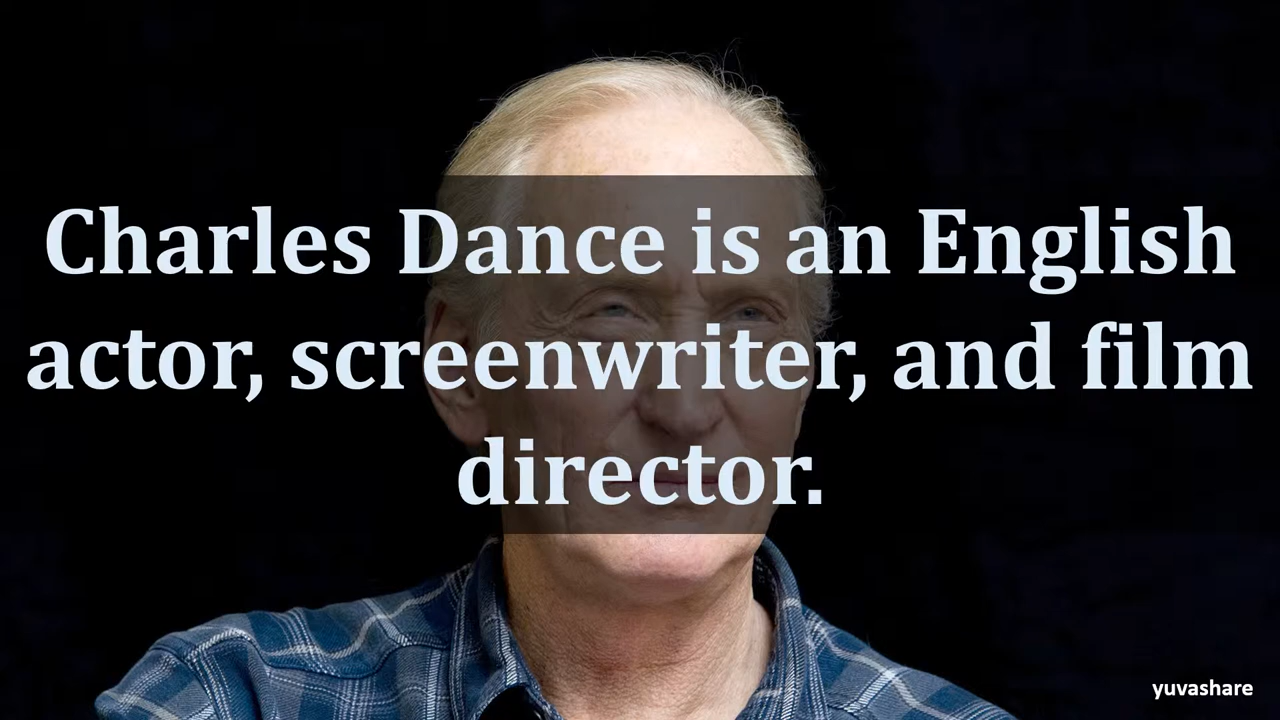 Charles Dance is an English
actor, screenwriter, and film
director.
yuvashare